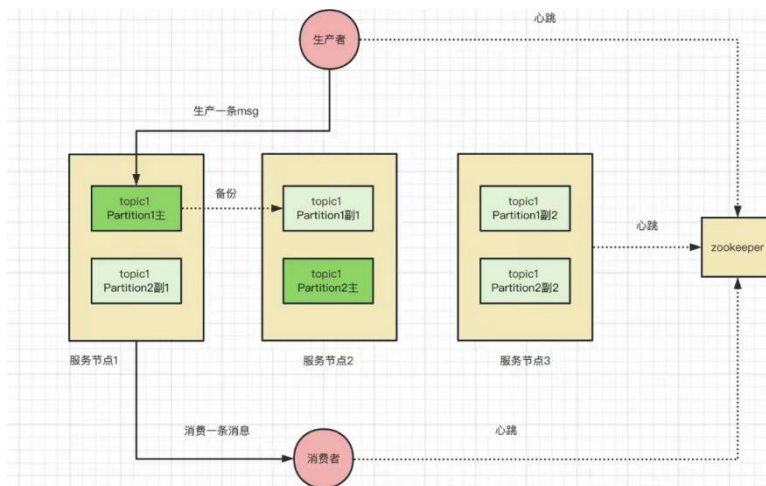 心跳
生产者
生产一条msg
topic1
Partition1主
备份
topic1
Partition1副1
topic1
Partition1副2
心跳
zookeeper
topic1
Partition2副1
topic1
Partition2主
topic1
Partition2副2
服务节点1
服务节点2
服务节点3
消费一条消息
心跳
消费者